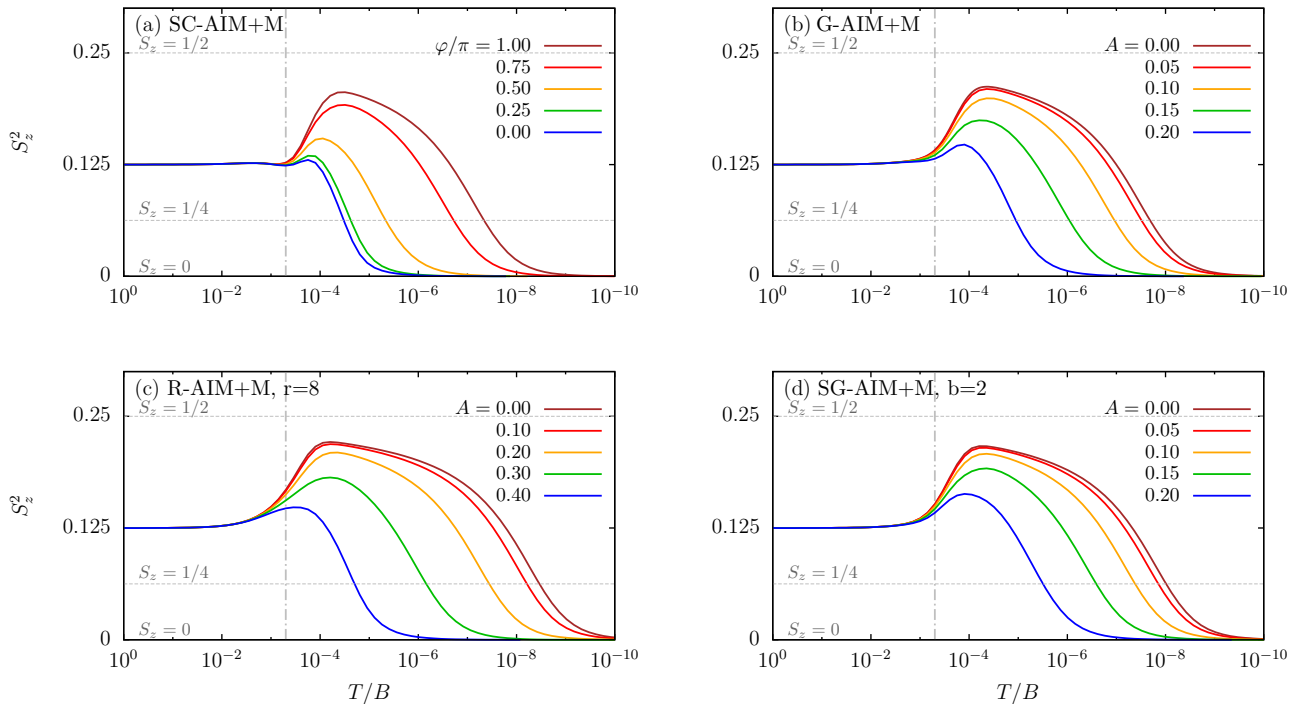 (a) SC-AIM+M
S_z = 1/2
S_z = 1/4
S_z = 0
φ/π = 1.00
0.75
0.50
0.25
0.00
0.25
0.125
0
S_z^2
10^0 10^-2 10^-4 10^-6 10^-8 10^-10
(b) G-AIM+M
S_z = 1/2
S_z = 1/4
S_z = 0
A = 0.00
0.05
0.10
0.15
0.20
0.25
0.125
0
10^0 10^-2 10^-4 10^-6 10^-8 10^-10
(c) R-AIM+M, r=8
S_z = 1/2
S_z = 1/4
S_z = 0
A = 0.00
0.10
0.20
0.30
0.40
0.25
0.125
0
S_z^2
10^0 10^-2 10^-4 10^-6 10^-8 10^-10
T/B
(d) SG-AIM+M, b=2
S_z = 1/2
S_z = 1/4
S_z = 0
A = 0.00
0.05
0.10
0.15
0.20
0.25
0.125
0
10^0 10^-2 10^-4 10^-6 10^-8 10^-10
T/B